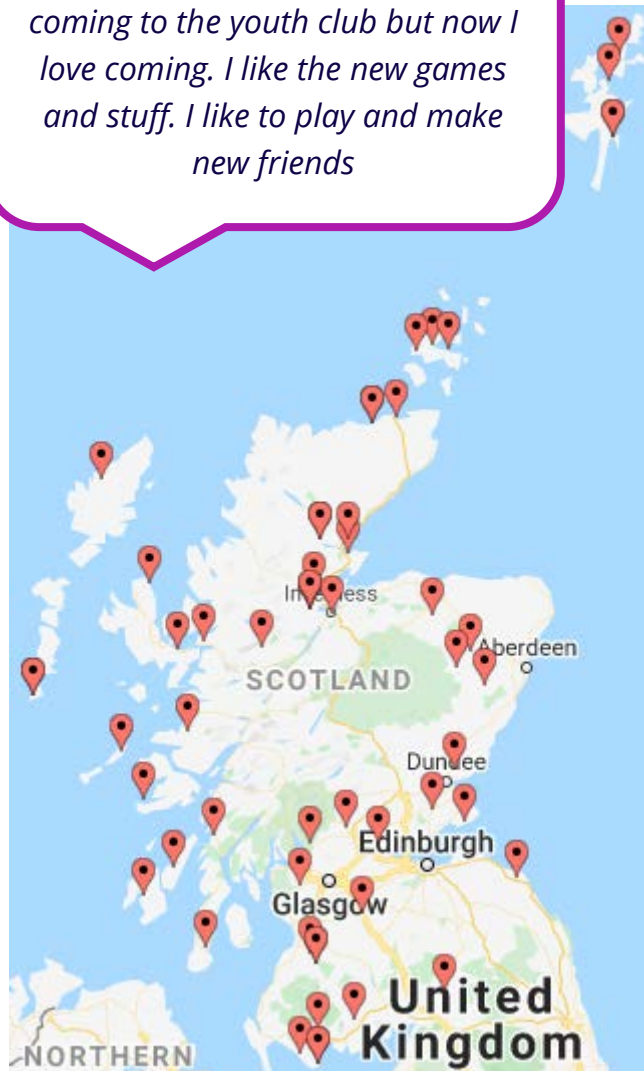 coming to the youth club but now I
love coming. I like the new games
and stuff. I like to play and make
new friends
Inverness
Aberdeen
SCOTLAND
Dundee
Edinburgh
Glasgow
United
Kingdom
NORTHERN